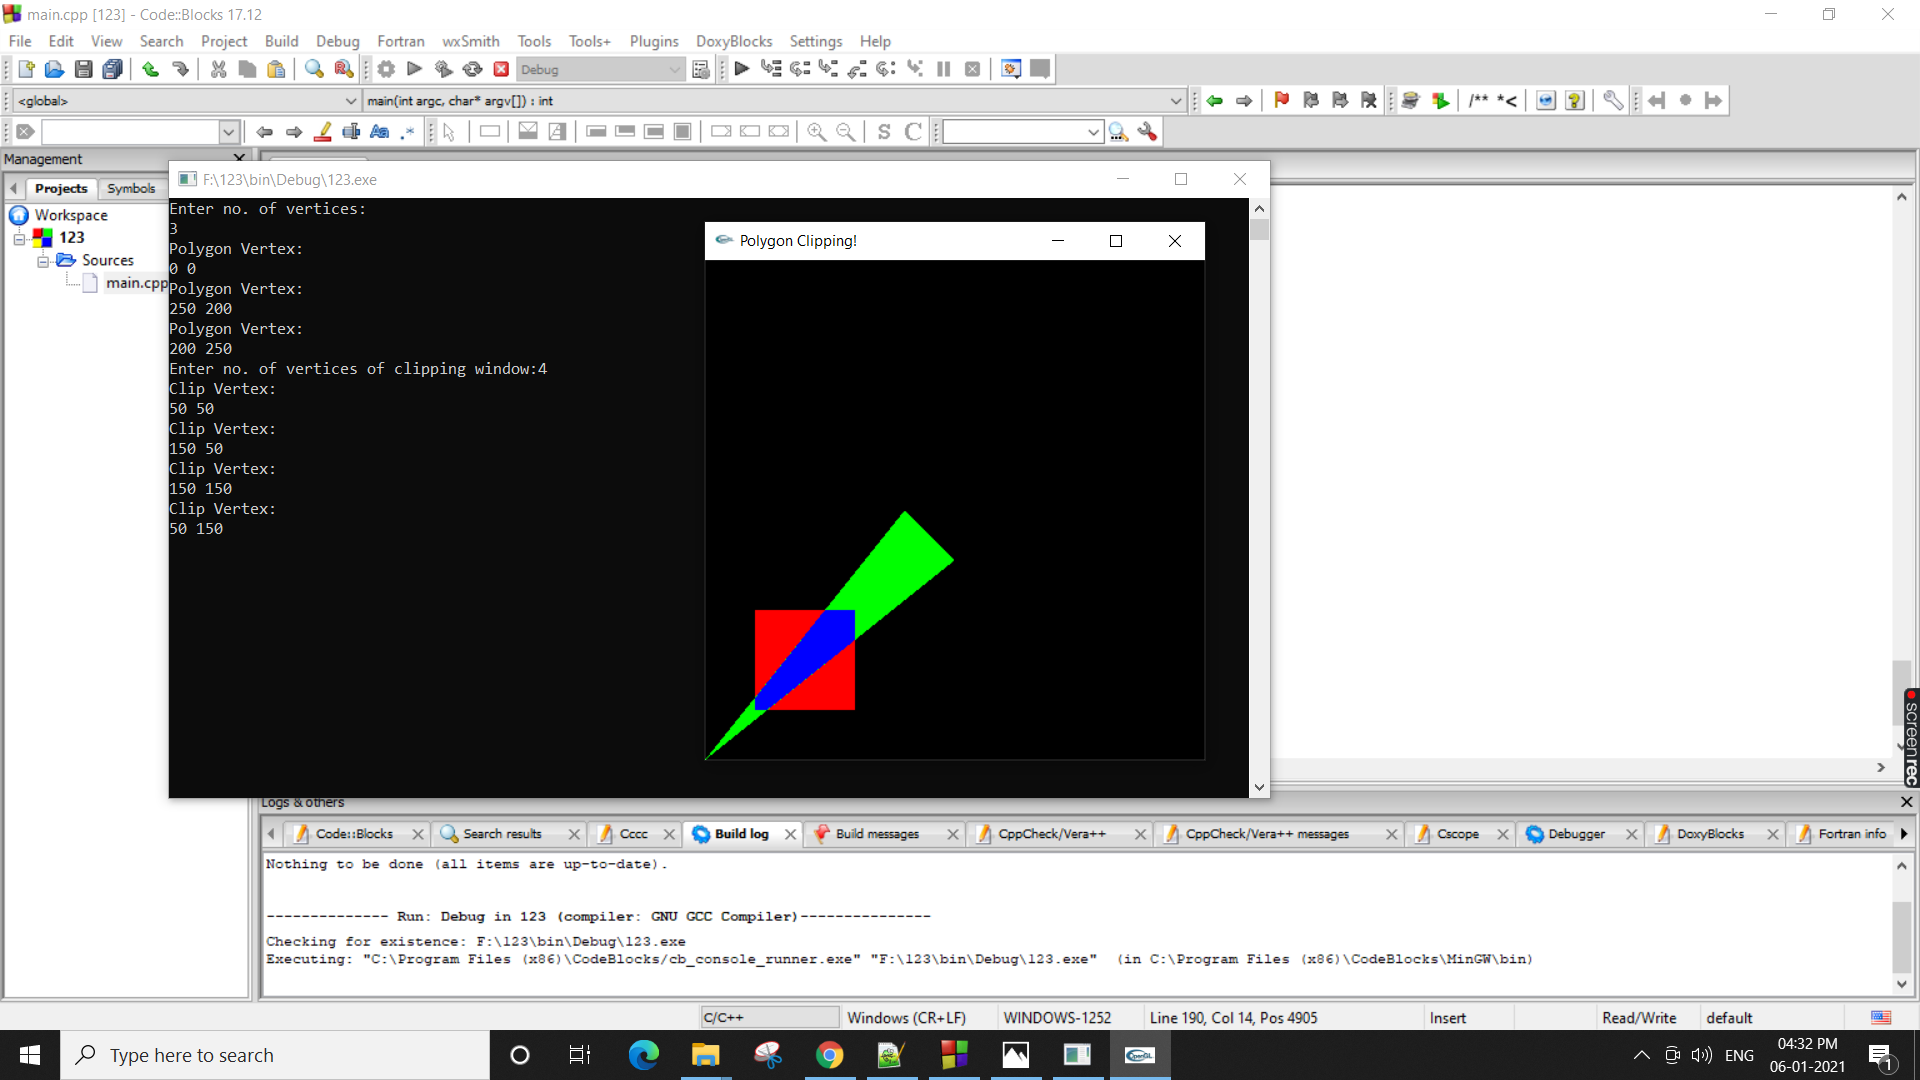 main.cpp [123] - Code::Blocks 17.12
File Edit View Search Project Build Debug Fortran wxSmith Tools Tools+ Plugins DoxyBlocks Settings Help
Debug
<global> main(int argc, char* argv[]) : int /** *<
S C
Management
Projects Symbols
Workspace
123
Sources
main.cpp
F:\123\bin\Debug\123.exe
Enter no. of vertices:
3
Polygon Vertex:
0 0
Polygon Vertex:
250 200
Polygon Vertex:
200 250
Enter no. of vertices of clipping window:4
Clip Vertex:
50 50
Clip Vertex:
150 50
Clip Vertex:
150 150
Clip Vertex:
50 150
Polygon Clipping!
screenrec
Logs & others
Code::Blocks Search results Cccc Build log Build messages CppCheck/Vera++ CppCheck/Vera++ messages Cscope Debugger DoxyBlocks Fortran info
Nothing to be done (all items are up-to-date).
-------------- Run: Debug in 123 (compiler: GNU GCC Compiler)---------------
Checking for existence: F:\123\bin\Debug\123.exe
Executing: "C:\Program Files (x86)\CodeBlocks/cb_console_runner.exe" "F:\123\bin\Debug\123.exe"  (in C:\Program Files (x86)\CodeBlocks\MinGW\bin)
C/C++ Windows (CR+LF) WINDOWS-1252 Line 190, Col 14, Pos 4905 Insert Read/Write default
Type here to search
OpenGL
ENG
04:32 PM
06-01-2021
1